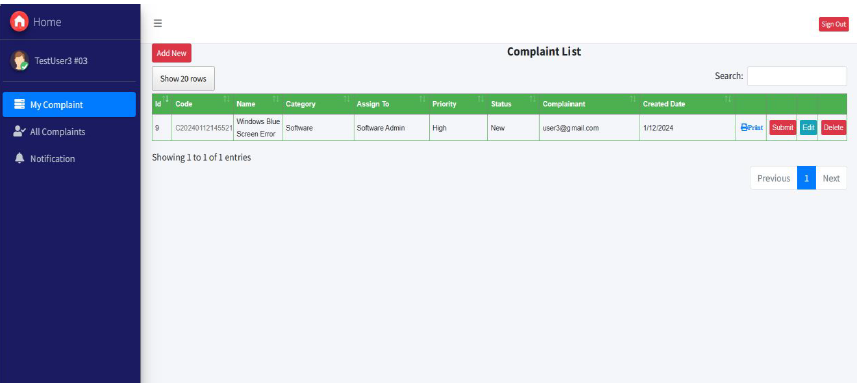 Home
Sign Out
TestUser3 #03
My Complaint
All Complaints
Notification
Add New
Complaint List
Show 20 rows
Search:
Id Code Name Category Assign To Priority Status Complainant Created Date
9 C20240112145521 Windows Blue Software Software Admin High New user3@gmail.com 1/12/2024 Print Submit Edit Delete
Screen Error
Showing 1 to 1 of 1 entries
Previous 1 Next